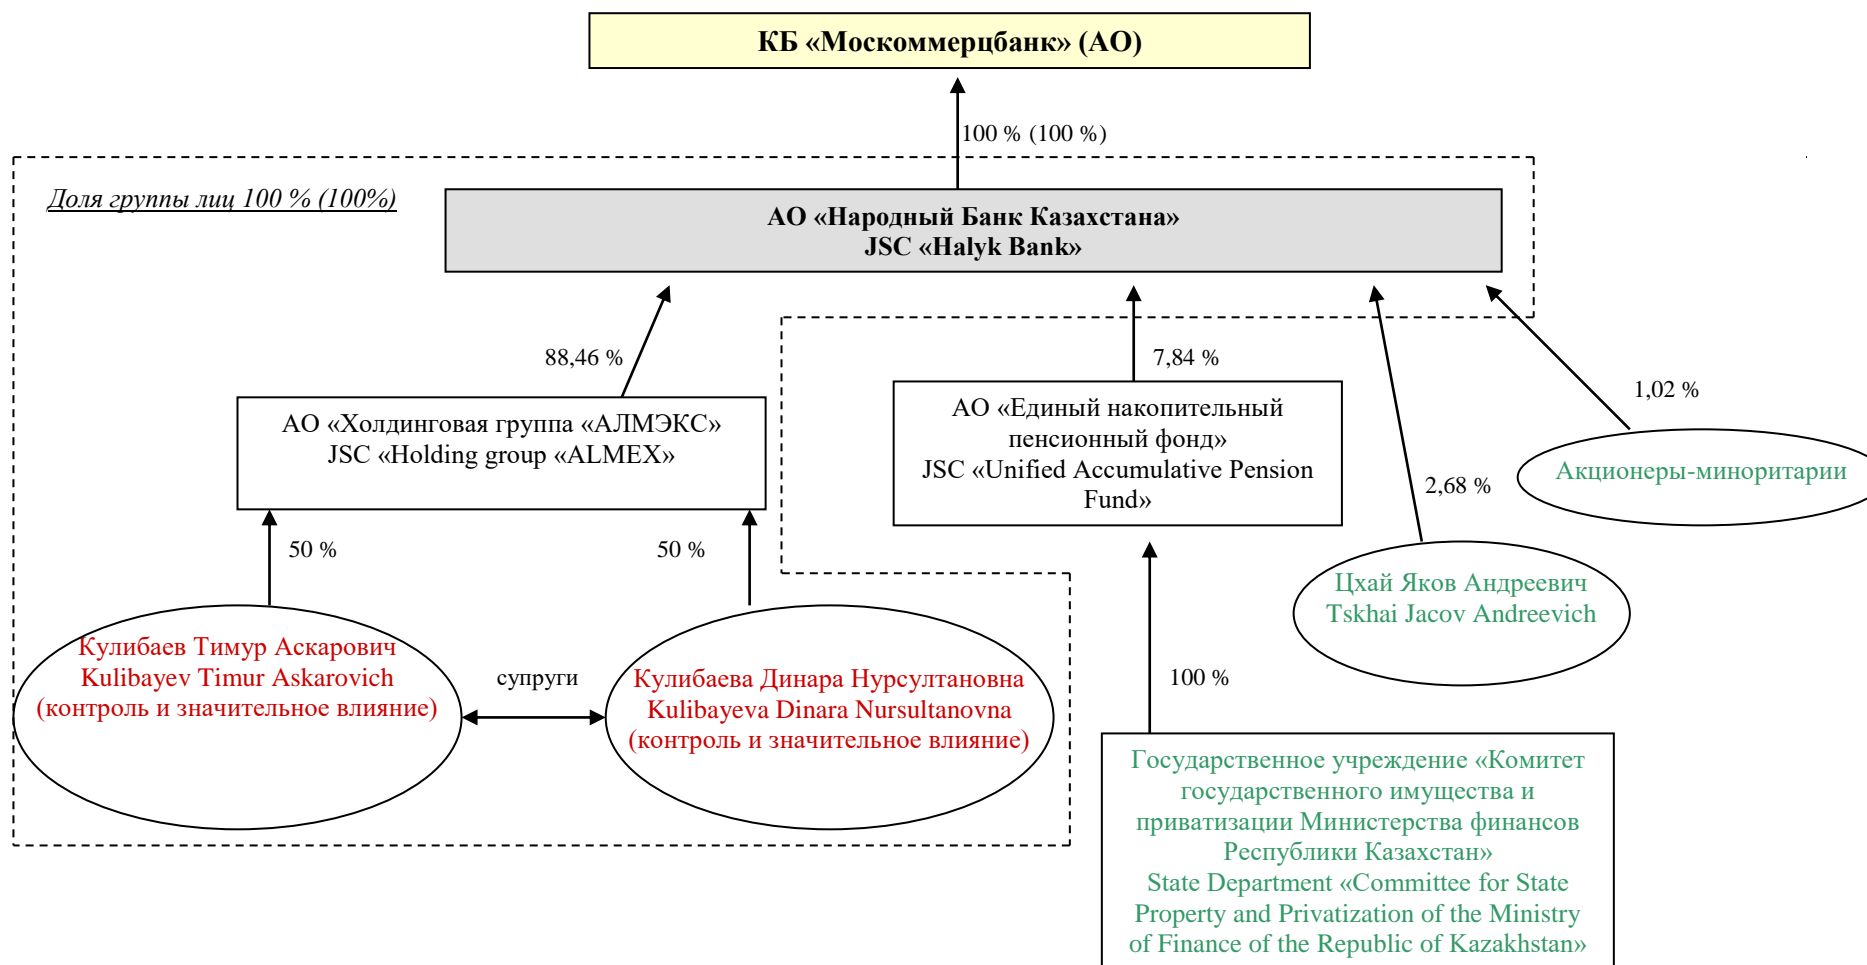 КБ «Москоммерцбанк» (АО)
100 % (100 %)
Доля группы лиц 100 % (100%)
АО «Народный Банк Казахстана»
JSC «Halyk Bank»
88,46 %
7,84 %
1,02 %
2,68 %
АО «Холдинговая группа «АЛМЭКС»
JSC «Holding group «ALMEX»
АО «Единый накопительный
пенсионный фонд»
JSC «Unified Accumulative Pension
Fund»
Акционеры-миноритарии
50 %
50 %
Цхай Яков Андреевич
Tskhai Jacov Andreevich
Кулибаев Тимур Аскарович
Kulibayev Timur Askarovich
(контроль и значительное влияние)
супруги
Кулибаева Динара Нурсултановна
Kulibayeva Dinara Nursultanovna
(контроль и значительное влияние)
100 %
Государственное учреждение «Комитет
государственного имущества и
приватизации Министерства финансов
Республики Казахстан»
State Department «Committee for State
Property and Privatization of the Ministry
of Finance of the Republic of Kazakhstan»